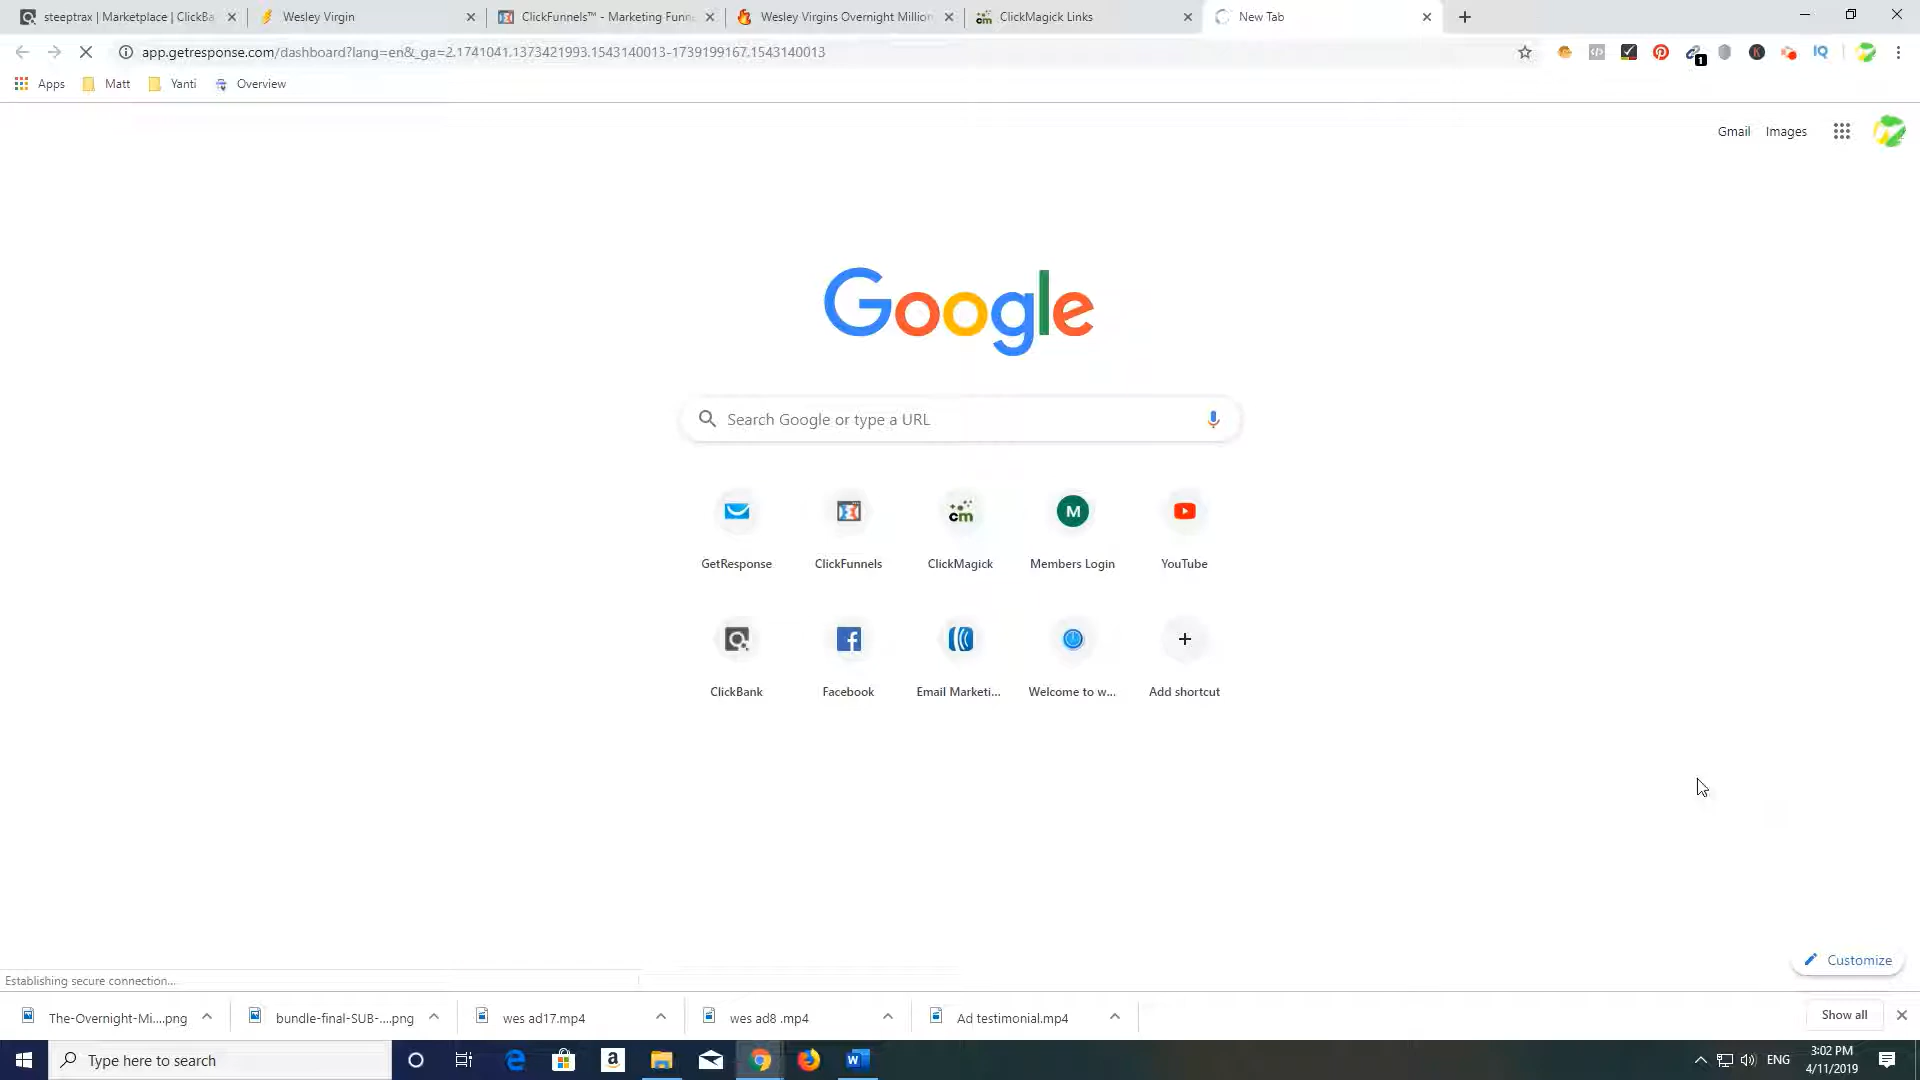 steeptrax | Marketplace | ClickBa
Wesley Virgin
ClickFunnels™ - Marketing Funn
Wesley Virgins Overnight Million
ClickMagick Links
New Tab
app.getresponse.com/dashboard?lang=en&_ga=2.1741041.1373421993.1543140013-1739199167.1543140013
1
K
IQ
Apps
Matt
Yanti
Overview
Gmail
Images
Google
Search Google or type a URL
cm
M
GetResponse
ClickFunnels
ClickMagick
Members Login
YouTube
ClickBank
Facebook
Email Marketi...
Welcome to w...
Add shortcut
Customize
Establishing secure connection...
The-Overnight-Mi....png
bundle-final-SUB-....png
wes ad17.mp4
wes ad8 .mp4
Ad testimonial.mp4
Show all
Type here to search
ENG
3:02 PM
4/11/2019